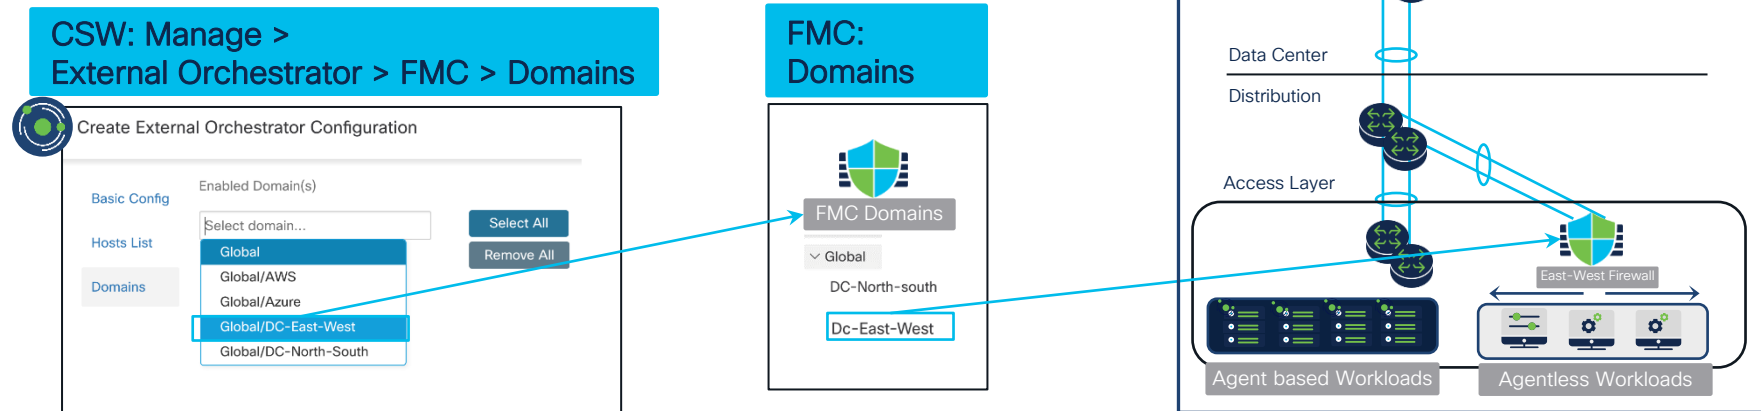 CSW: Manage >
External Orchestrator > FMC > Domains
Create External Orchestrator Configuration
Basic Config
Hosts List
Domains
Enabled Domain(s)
Select domain...
Select All
Remove All
Global
Global/AWS
Global/Azure
Global/DC-East-West
Global/DC-North-South
FMC:
Domains
FMC Domains
Global
DC-North-south
Dc-East-West
Data Center
Distribution
Access Layer
East-West Firewall
Agent based Workloads
Agentless Workloads